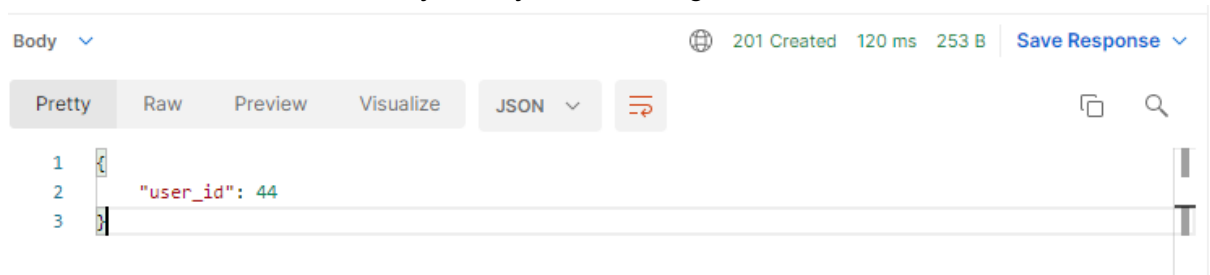 Body 201 Created 120 ms 253 B Save Response
Pretty Raw Preview Visualize JSON
1 {
2 "user_id": 44
3 }